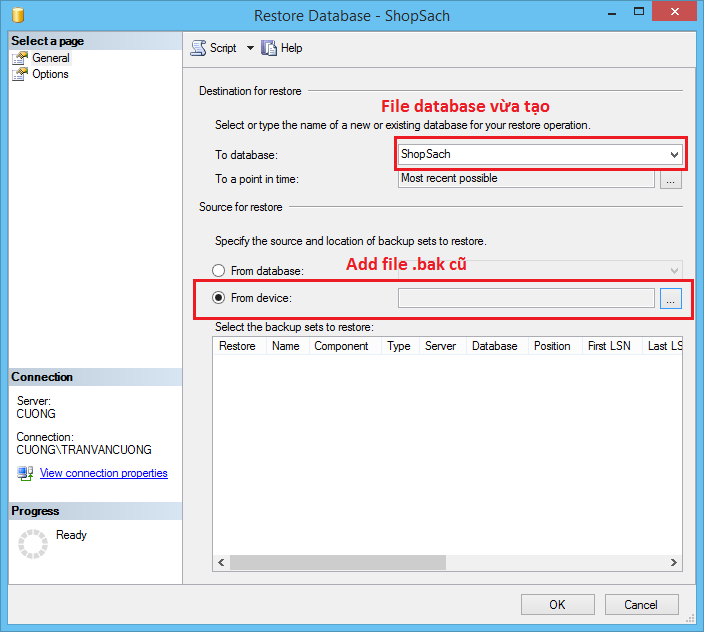 Restore Database - ShopSach
Select a page
General
Options
Script
Help
Destination for restore
File database vừa tạo
Select or type the name of a new or existing database for your restore operation.
To database:
ShopSach
To a point in time:
Most recent possible
...
Source for restore
Specify the source and location of backup sets to restore.
From database:
Add file .bak cũ
From device:
...
Select the backup sets to restore:
Restore Name Component Type Server Database Position First LSN Last LS
Connection
Server:
CUONG
Connection:
CUONG\TRANVANCUONG
View connection properties
Progress
Ready
OK
Cancel